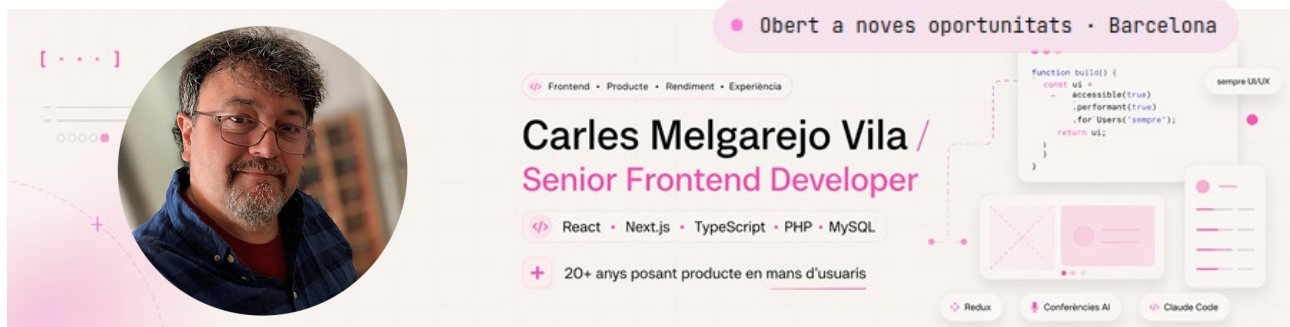 Obert a noves oportunitats · Barcelona
[ · · · ]
</> Frontend • Producte • Rendiment • Experiència
Carles Melgarejo Vila /
Senior Frontend Developer
</> React • Next.js • TypeScript • PHP • MySQL
+ 20+ anys posant producte en mans d'usuaris
function build() {
const ui =
accessible(true)
.performant(true)
.for Users("sempre");
return ui;
}
}
}
sempre UI/UX
Redux
Conferències AI
</> Claude Code